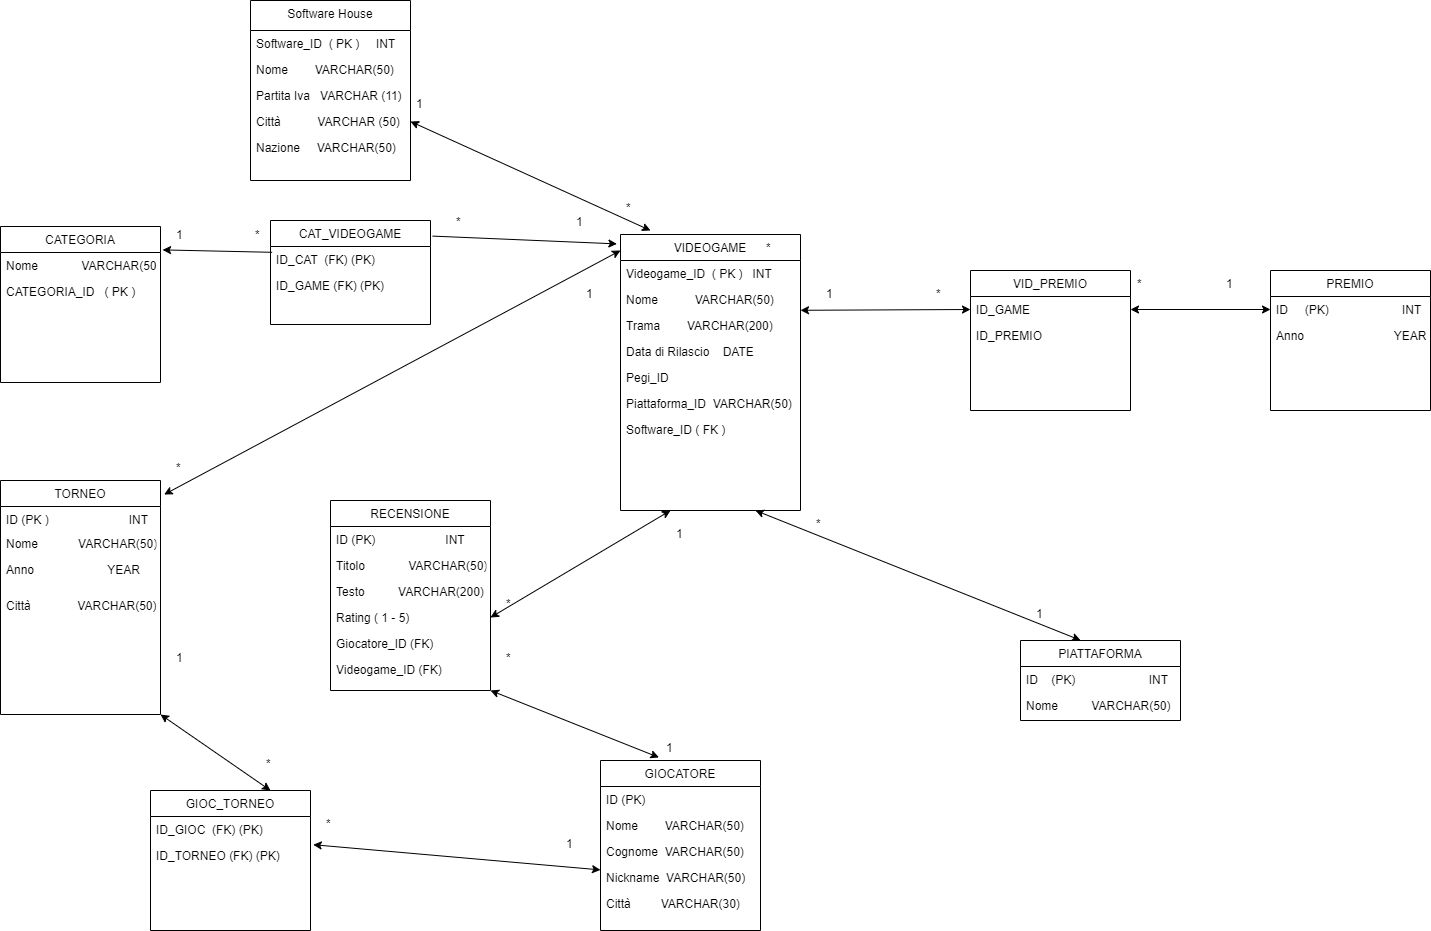 Software House
Software_ID ( PK ) INT
Nome VARCHAR(50)
Partita Iva VARCHAR (11)
Città VARCHAR (50)
Nazione VARCHAR(50)
1
*
CATEGORIA
Nome VARCHAR(50
CATEGORIA_ID ( PK )
1
*
CAT_VIDEOGAME
ID_CAT (FK) (PK)
ID_GAME (FK) (PK)
*
1
VIDEOGAME *
Videogame_ID ( PK ) INT
Nome VARCHAR(50)
Trama VARCHAR(200)
Data di Rilascio DATE
Pegi_ID
Piattaforma_ID VARCHAR(50)
Software_ID ( FK )
1
*
VID_PREMIO
ID_GAME
ID_PREMIO
*
1
PREMIO
ID (PK) INT
Anno YEAR
1
*
TORNEO
ID (PK ) INT
Nome VARCHAR(50)
Anno YEAR
Città VARCHAR(50)
1
*
RECENSIONE
ID (PK) INT
Titolo VARCHAR(50)
Testo VARCHAR(200)
Rating ( 1 - 5)
Giocatore_ID (FK)
Videogame_ID (FK)
1
*
*
1
*
1
PIATTAFORMA
ID (PK) INT
Nome VARCHAR(50)
GIOC_TORNEO
ID_GIOC (FK) (PK)
ID_TORNEO (FK) (PK)
*
1
GIOCATORE
ID (PK)
Nome VARCHAR(50)
Cognome VARCHAR(50)
Nickname VARCHAR(50)
Città VARCHAR(30)